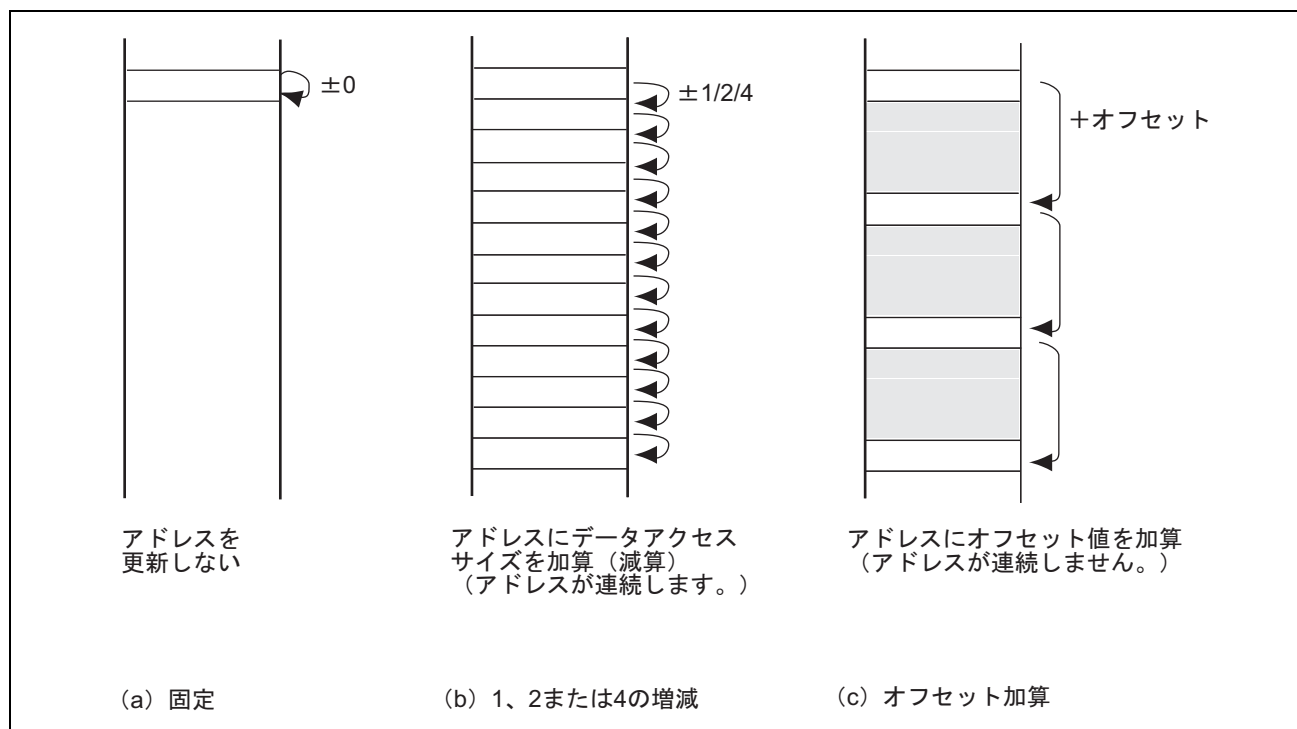 ±0
±1/2/4
+オフセット
アドレスを
更新しない
アドレスにデータアクセス
サイズを加算（減算）
（アドレスが連続します。）
アドレスにオフセット値を加算
（アドレスが連続しません。）
（a）固定
（b）1、2または4の増減
（c）オフセット加算